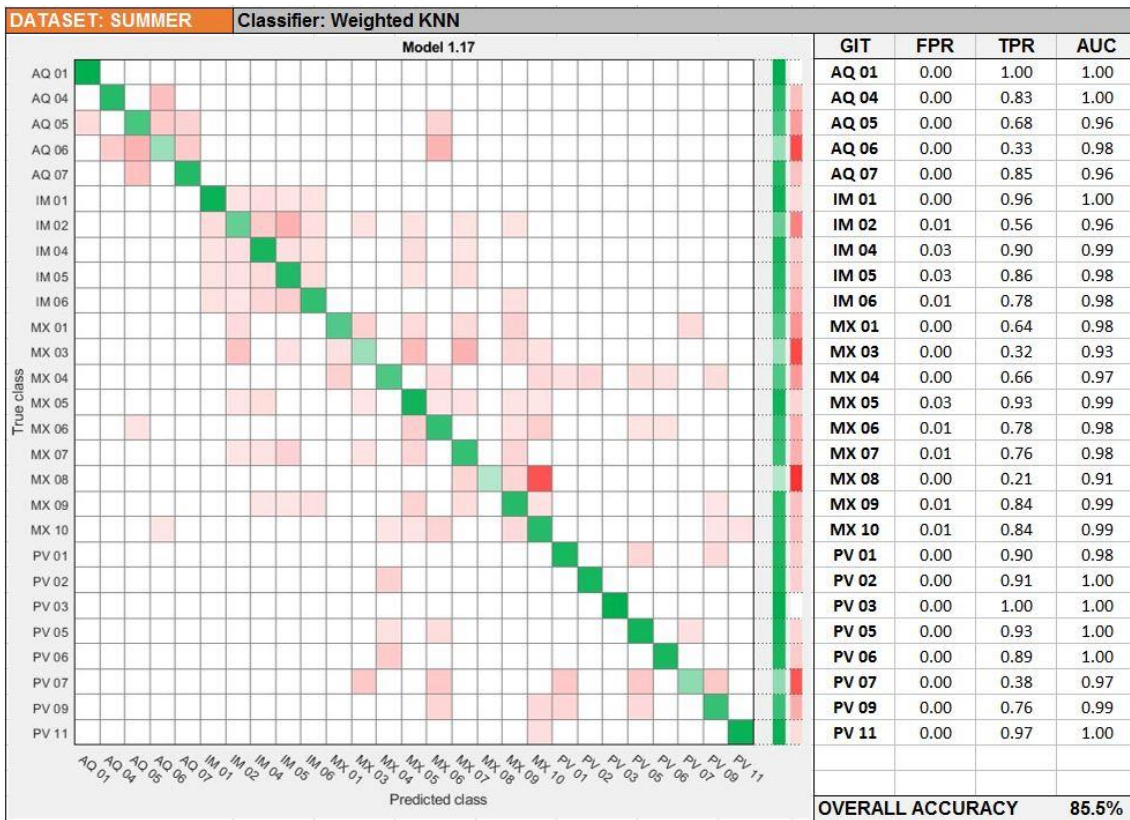 DATASET: SUMMER Classifier: Weighted KNN
Model 1.17
True class
AQ 01
AQ 04
AQ 05
AQ 06
AQ 07
IM 01
IM 02
IM 04
IM 05
IM 06
MX 01
MX 03
MX 04
MX 05
MX 06
MX 07
MX 08
MX 09
MX 10
PV 01
PV 02
PV 03
PV 05
PV 06
PV 07
PV 09
PV 11
AQ 01 AQ 04 AQ 05 AQ 06 AQ 07 IM 01 IM 02 IM 04 IM 05 IM 06 MX 01 MX 03 MX 04 MX 05 MX 06 MX 07 MX 08 MX 09 MX 10 PV 01 PV 02 PV 03 PV 05 PV 06 PV 07 PV 09 PV 11
Predicted class
GIT FPR TPR AUC
AQ 01 0.00 1.00 1.00
AQ 04 0.00 0.83 1.00
AQ 05 0.00 0.68 0.96
AQ 06 0.00 0.33 0.98
AQ 07 0.00 0.85 0.96
IM 01 0.00 0.96 1.00
IM 02 0.01 0.56 0.96
IM 04 0.03 0.90 0.99
IM 05 0.03 0.86 0.98
IM 06 0.01 0.78 0.98
MX 01 0.00 0.64 0.98
MX 03 0.00 0.32 0.93
MX 04 0.00 0.66 0.97
MX 05 0.03 0.93 0.99
MX 06 0.01 0.78 0.98
MX 07 0.01 0.76 0.98
MX 08 0.00 0.21 0.91
MX 09 0.01 0.84 0.99
MX 10 0.01 0.84 0.99
PV 01 0.00 0.90 0.98
PV 02 0.00 0.91 1.00
PV 03 0.00 1.00 1.00
PV 05 0.00 0.93 1.00
PV 06 0.00 0.89 1.00
PV 07 0.00 0.38 0.97
PV 09 0.00 0.76 0.99
PV 11 0.00 0.97 1.00
OVERALL ACCURACY 85.5%